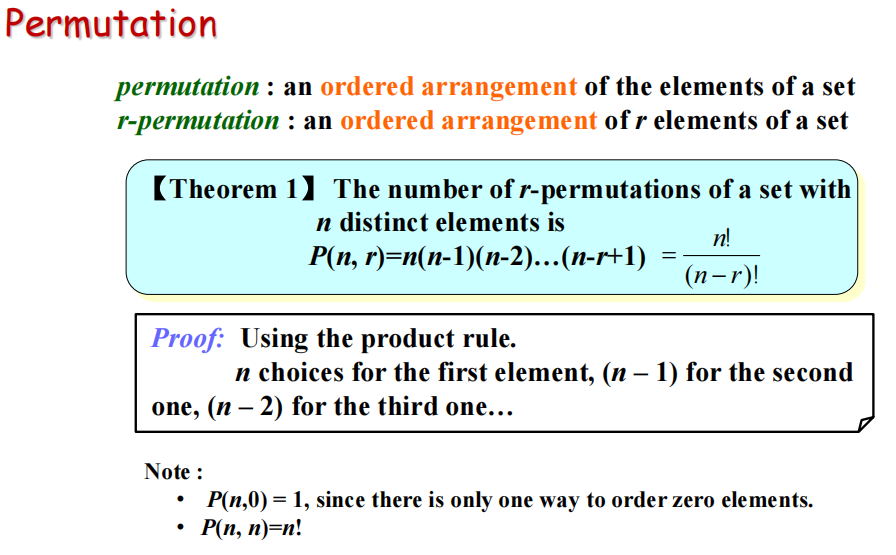 Permutation
permutation : an ordered arrangement of the elements of a set
r-permutation : an ordered arrangement of r elements of a set
【Theorem 1】 The number of r-permutations of a set with
n distinct elements is
P(n, r)=n(n-1)(n-2)…(n-r+1) = n! / (n – r)!
Proof: Using the product rule.
n choices for the first element, (n – 1) for the second
one, (n – 2) for the third one…
Note :
• P(n,0) = 1, since there is only one way to order zero elements.
• P(n, n)=n!